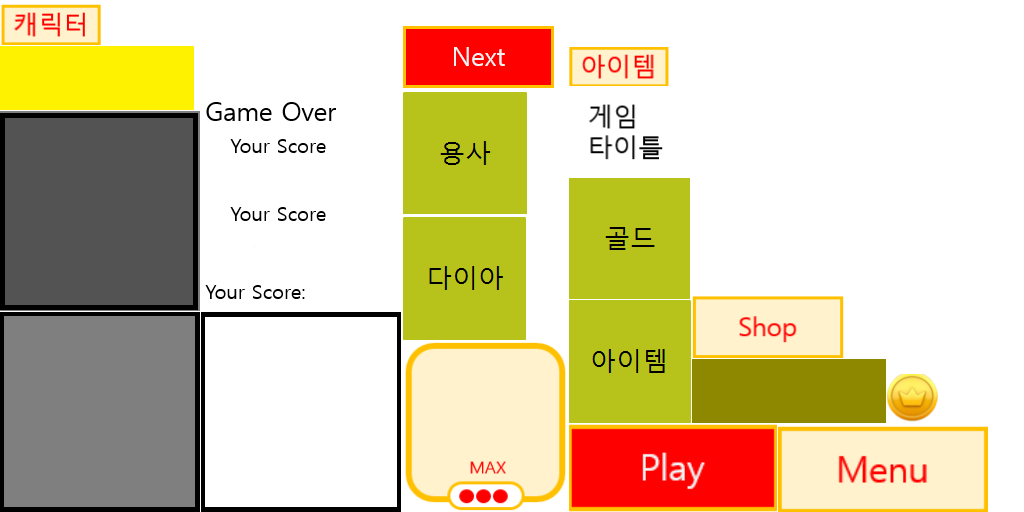 캐릭터
Game Over
Your Score
Your Score
Your Score:
Next
용사
다이아
MAX
아이템
게임
타이틀
골드
아이템
Shop
Play
Menu